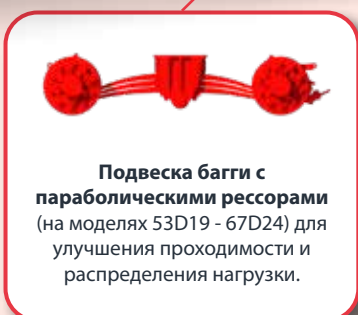 Подвеска багги с
параболическими рессорами
(на моделях 53D19 - 67D24) для
улучшения проходимости и
распределения нагрузки.